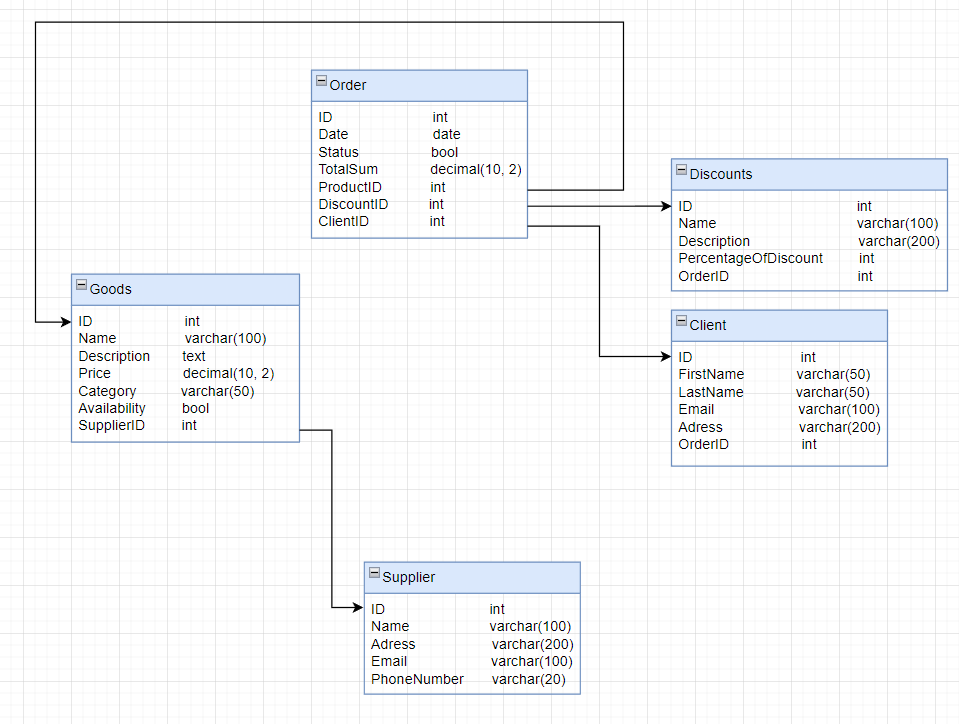 Order
ID int
Date date
Status bool
TotalSum decimal(10, 2)
ProductID int
DiscountID int
ClientID int
Discounts
ID int
Name varchar(100)
Description varchar(200)
PercentageOfDiscount int
OrderID int
Goods
ID int
Name varchar(100)
Description text
Price decimal(10, 2)
Category varchar(50)
Availability bool
SupplierID int
Client
ID int
FirstName varchar(50)
LastName varchar(50)
Email varchar(100)
Adress varchar(200)
OrderID int
Supplier
ID int
Name varchar(100)
Adress varchar(200)
Email varchar(100)
PhoneNumber varchar(20)